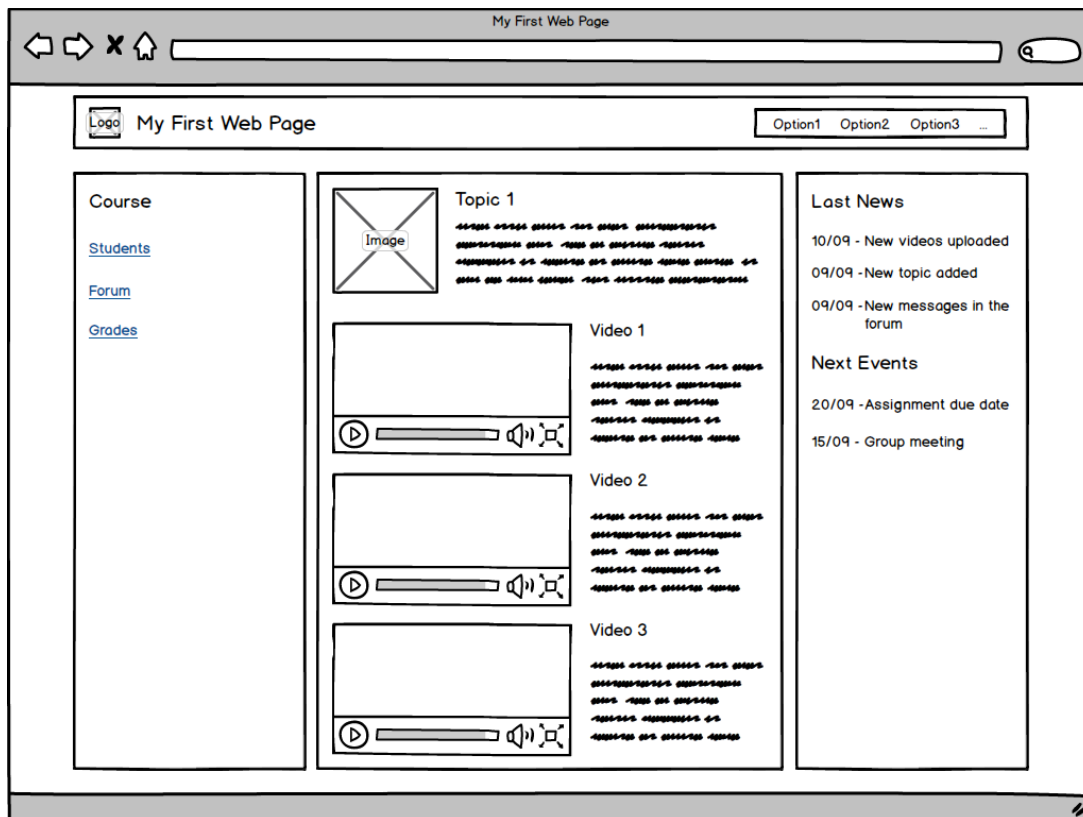 My First Web Page
Logo My First Web Page
Option1 Option2 Option3 ...
Course
Students
Forum
Grades
Image
Topic 1
Video 1
Video 2
Video 3
Last News
10/09 - New videos uploaded
09/09 - New topic added
09/09 - New messages in the
forum
Next Events
20/09 - Assignment due date
15/09 - Group meeting